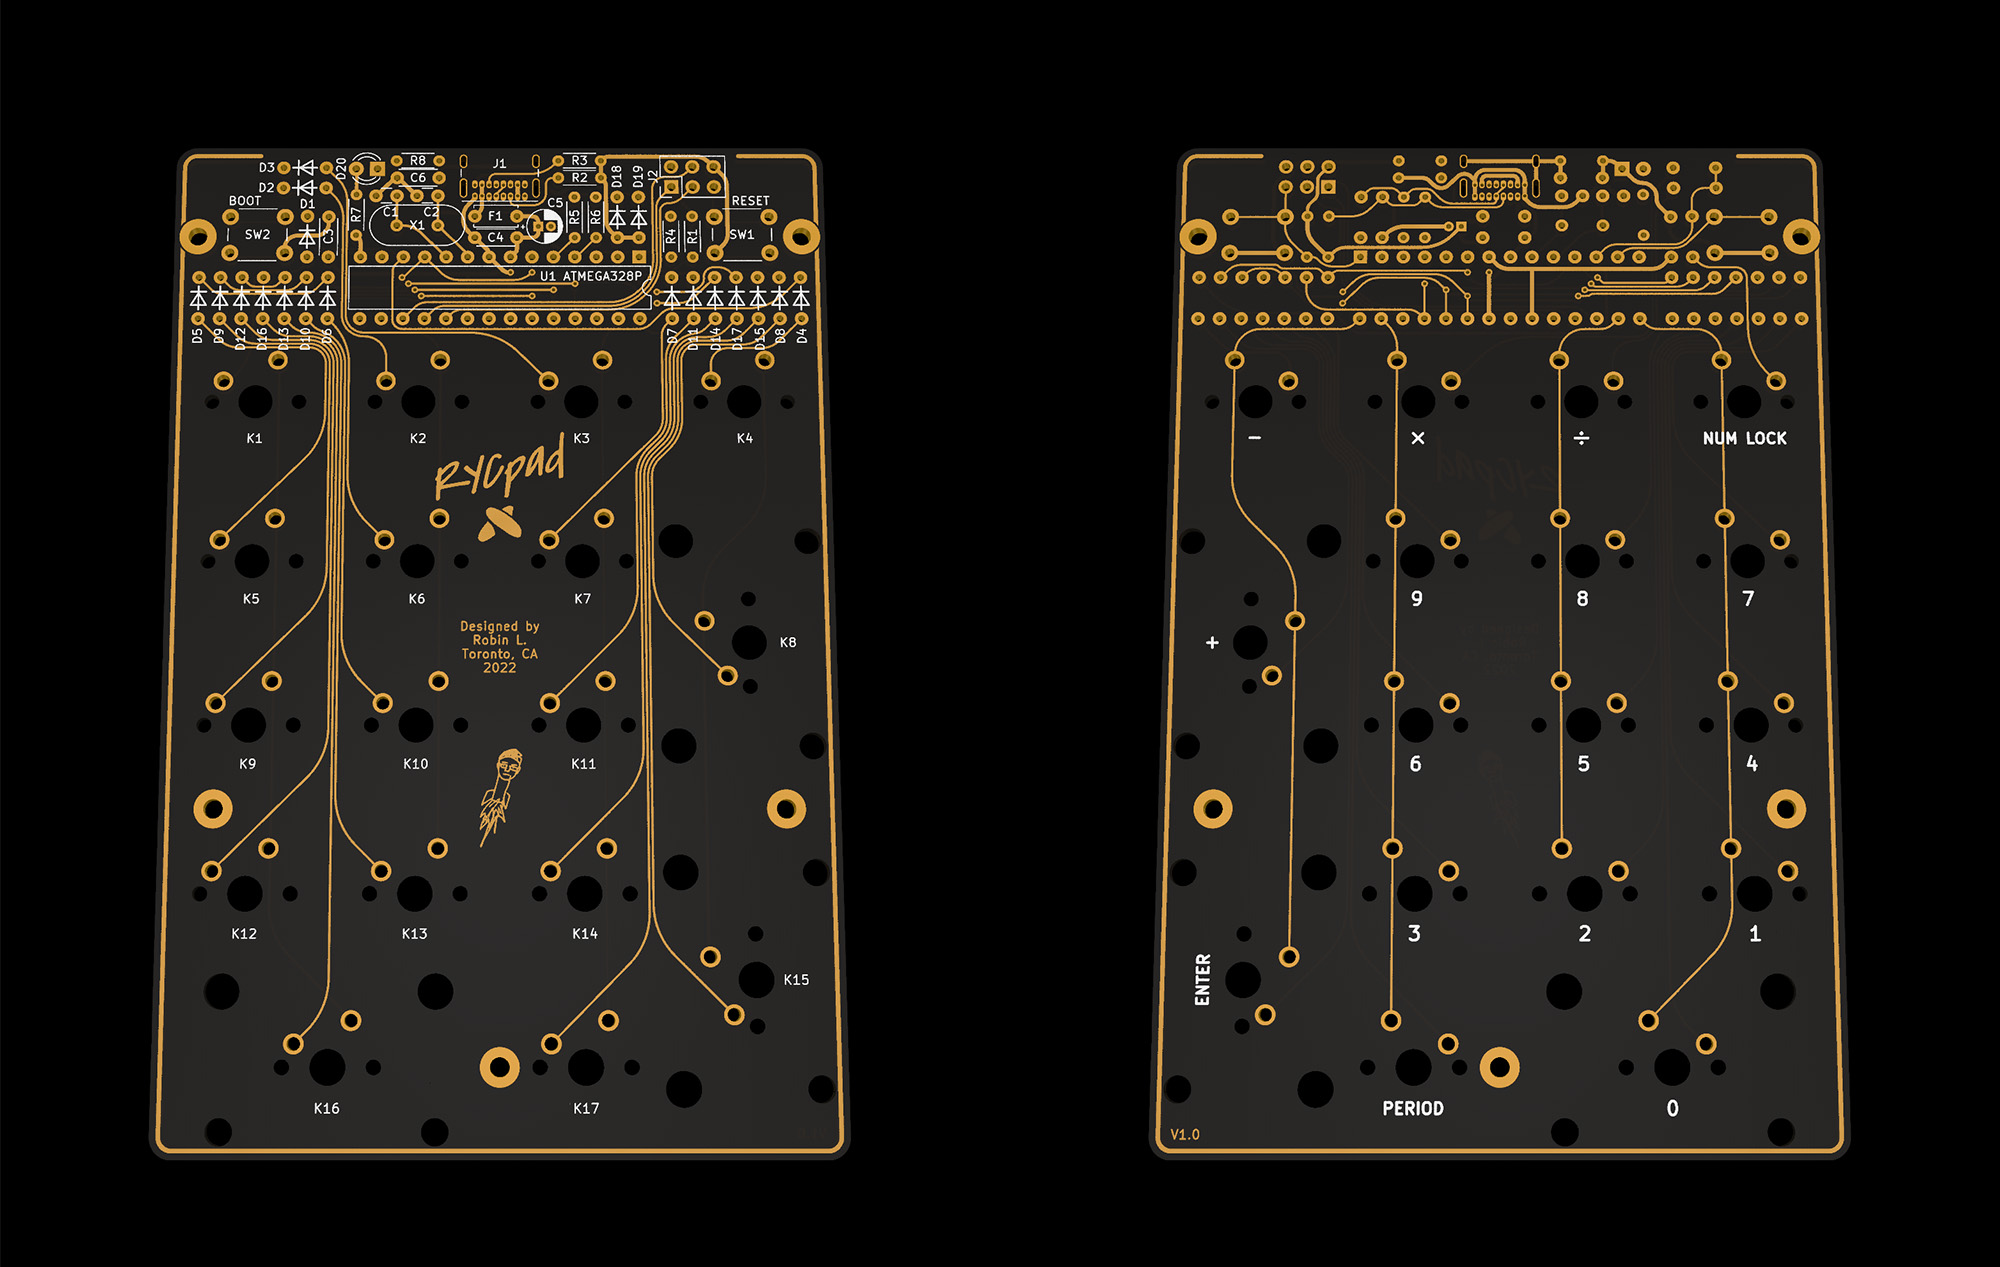 D3
D20
R8
J1
R3
D18
D19
J2
D2
C6
R2
BOOT
D1
R7
C1
C2
F1
C5
R5
R6
RESET
SW2
C3
X1
C4
+
R4
R1
SW1
U1 ATMEGA328P
D5
D9
D12
D16
D13
D10
D6
D7
D11
D14
D17
D15
D8
D4
K1
K2
K3
K4
RYCpad
K5
K6
K7
Designed by
Robin L.
Toronto, CA
2022
K8
K9
K10
K11
K12
K13
K14
K15
K16
K17
−
×
÷
NUM LOCK
9
8
7
+
6
5
4
3
2
1
ENTER
PERIOD
0
V1.0